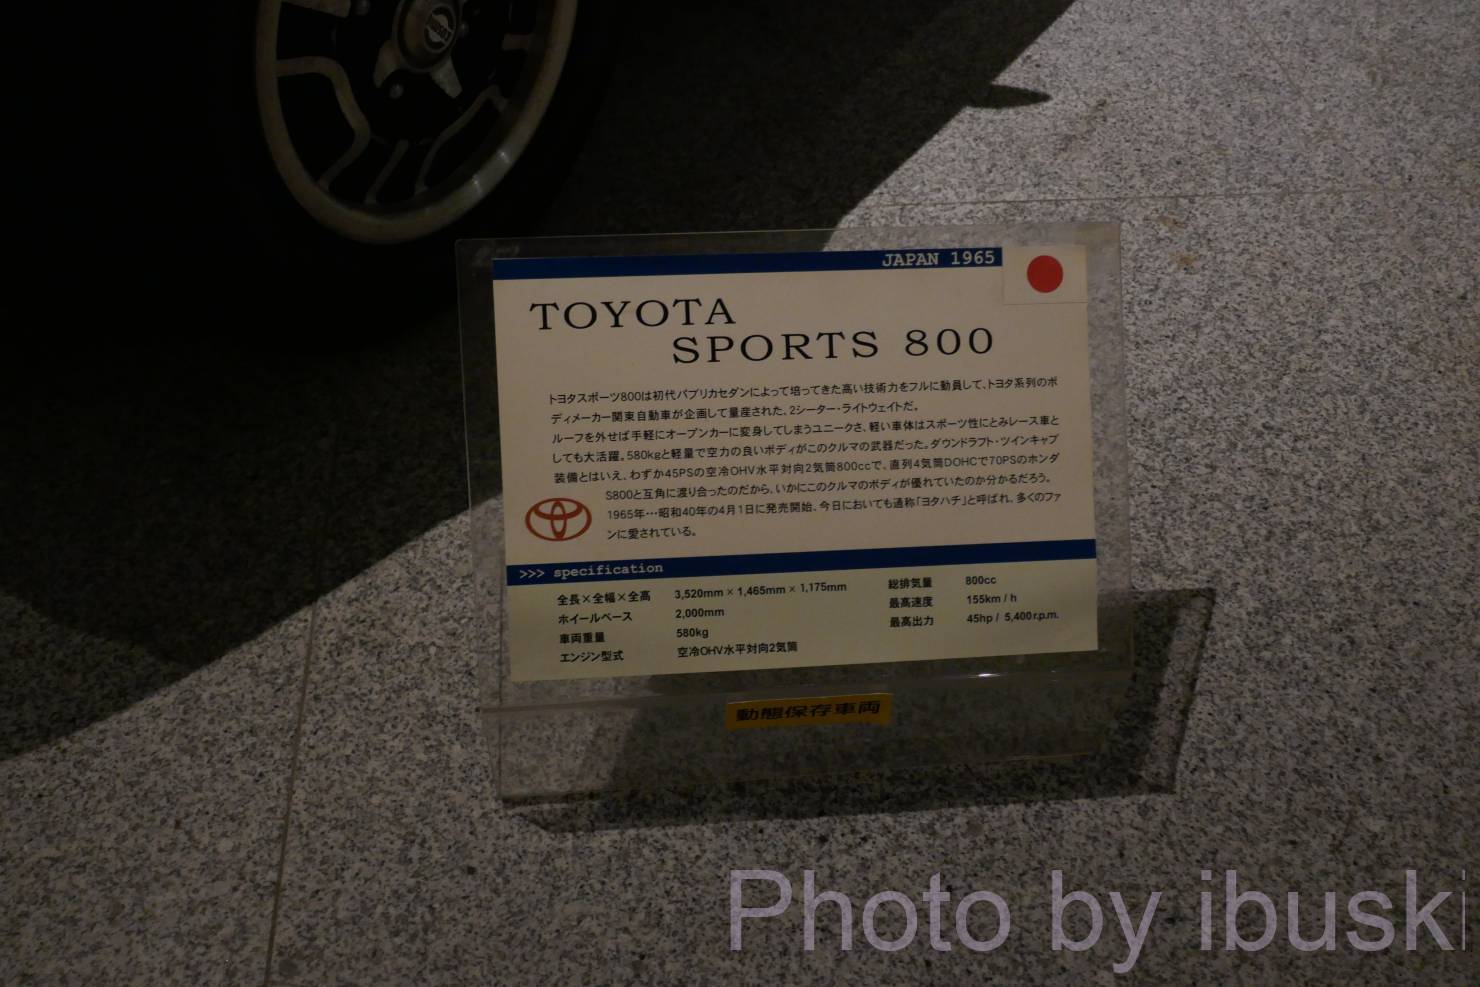 JAPAN 1965
TOYOTA
SPORTS 800
トヨタスポーツ800は初代パブリカセダンによって培ってきた高い技術力をフルに動員して、トヨタ系列のボ
ディメーカー関東自動車が企画して量産された、2シーター・ライトウェイトだ。
ルーフを外せば手軽にオープンカーに変身してしまうユニークさ、軽い車体はスポーツ性にとみレース車と
しても大活躍。580kgと軽量で空力の良いボディがこのクルマの武器だった。ダウンドラフト・ツインキャブ
装備とはいえ、わずか45PSの空冷OHV水平対向2気筒800ccで、直列4気筒DOHCで70PSのホンダ
S800と互角に渡り合ったのだから、いかにこのクルマのボディが優れていたのか分かるだろう。
1965年…昭和40年の4月1日に発売開始、今日においても通称「ヨタハチ」と呼ばれ、多くのファ
ンに愛されている。
>>> specification
全長×全幅×全高 3,520mm × 1,465mm × 1,175mm 総排気量 800cc
ホイールベース 2,000mm 最高速度 155km / h
車両重量 580kg 最高出力 45hp / 5,400r.p.m.
エンジン型式 空冷OHV水平対向2気筒
動態保存車両
Photo by ibuski